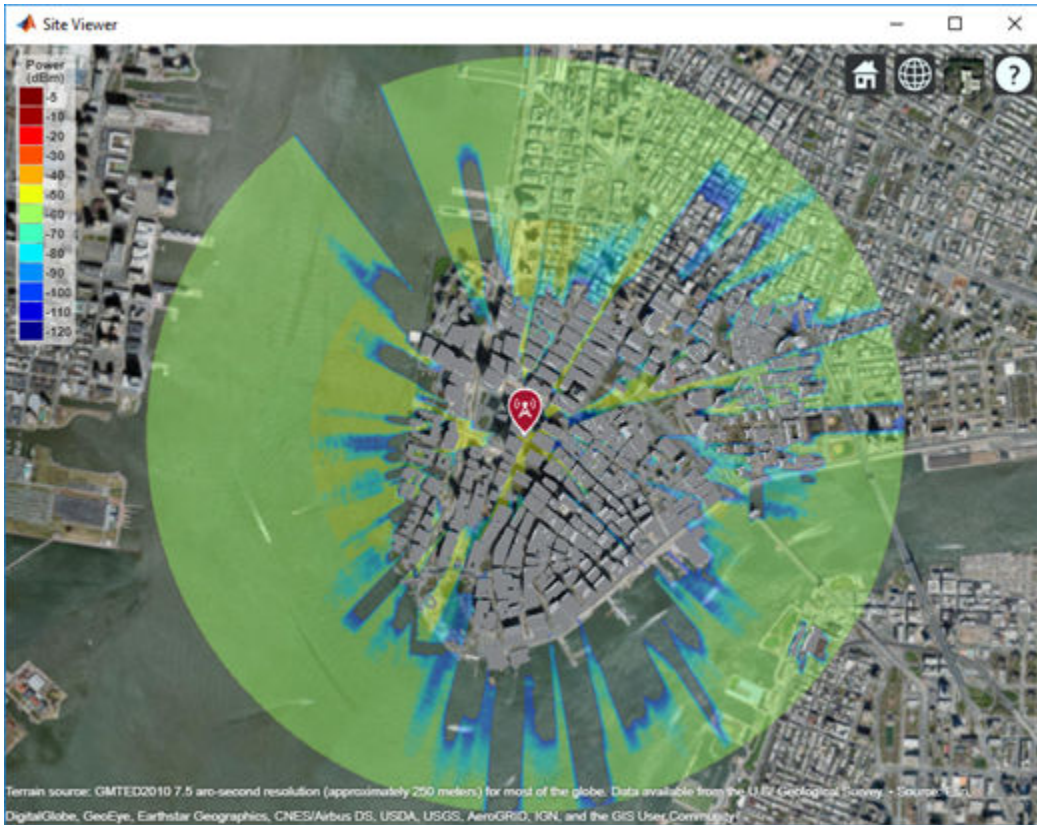 Site Viewer
Power
(dBm)
-5
-10
-20
-30
-40
-50
-60
-70
-80
-90
-100
-110
-120
?
Terrain source: GMTED2010 7.5 arc-second resolution (approximately 250 meters) for most of the globe. Data available from the U.S. Geological Survey. - Source: Esri,
DigitalGlobe, GeoEye, Earthstar Geographics, CNES/Airbus DS, USDA, USGS, AeroGRID, IGN, and the GIS User Community